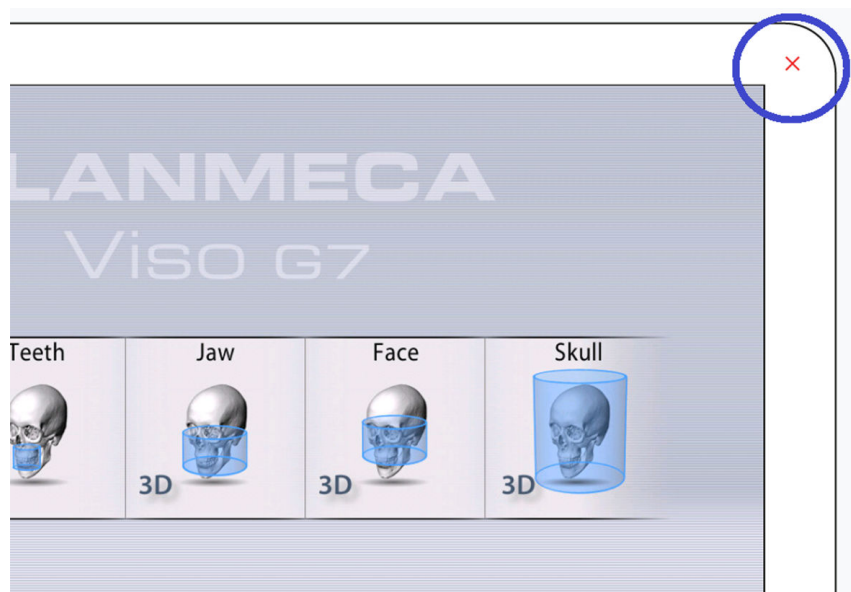 LANMECA
Viso G7
Teeth
Jaw
Face
Skull
3D
3D
3D